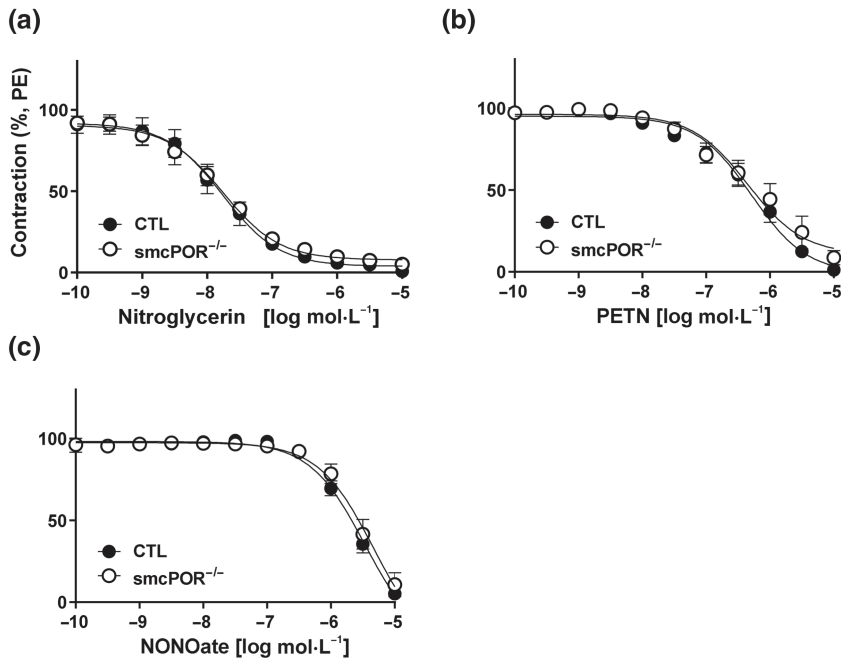 (a)
Contraction (%, PE)
100
50
0
CTL
smcPOR⁻/⁻
–10 –9 –8 –7 –6 –5
Nitroglycerin [log mol·L⁻¹]
(b)
100
50
0
CTL
smcPOR⁻/⁻
–10 –9 –8 –7 –6 –5
PETN [log mol·L⁻¹]
(c)
100
50
0
CTL
smcPOR⁻/⁻
–10 –9 –8 –7 –6 –5
NONOate [log mol·L⁻¹]